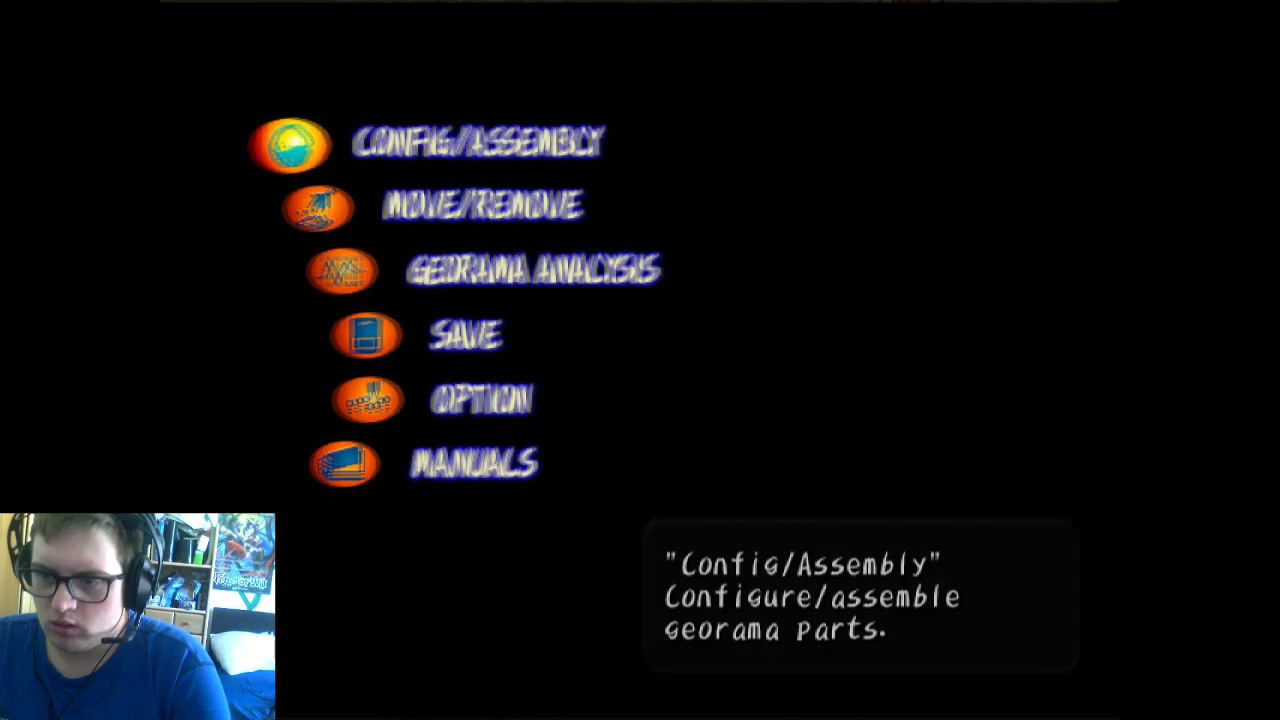 CONFIG/ASSEMBLY
MOVE/REMOVE
GEORAMA ANALYSIS
SAVE
OPTION
MANUALS
"Config/Assembly"
Configure/assemble
georama parts.